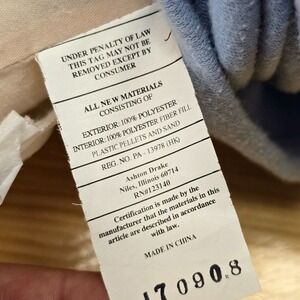 UNDER PENALTY OF LAW
THIS TAG MAY NOT BE
REMOVED EXCEPT BY
CONSUMER
ALL NEW MATERIALS
CONSISTING OF
EXTERIOR: 100% POLYESTER
INTERIOR: 100% POLYESTER FIBER FILL
PLASTIC PELLETS AND SAND
REG. NO. PA - 13978 (HK)
Ashton Drake
Niles, Illinois 60714
RN#123140
Certification is made by the
manufacturer that the materials in this
article are described in accordance
with law.
MADE IN CHINA
17090.8